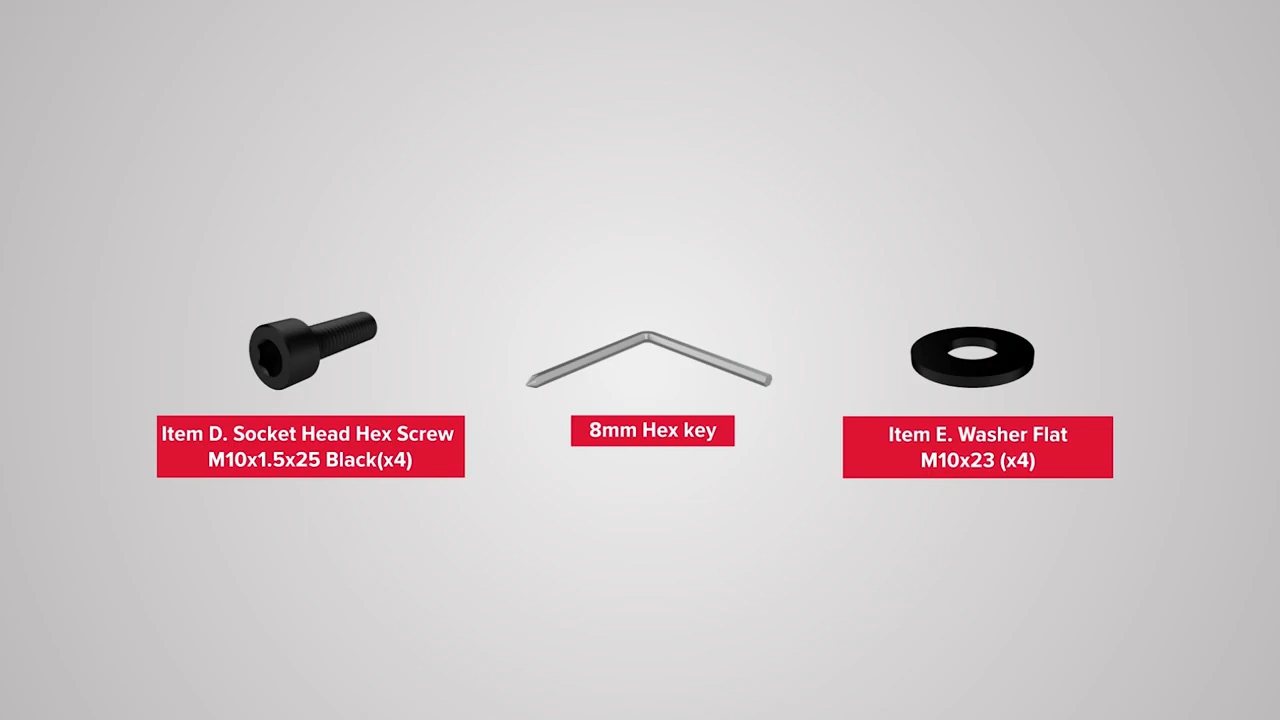 Item D. Socket Head Hex Screw
M10x1.5x25 Black(x4)
8mm Hex key
Item E. Washer Flat
M10x23 (x4)